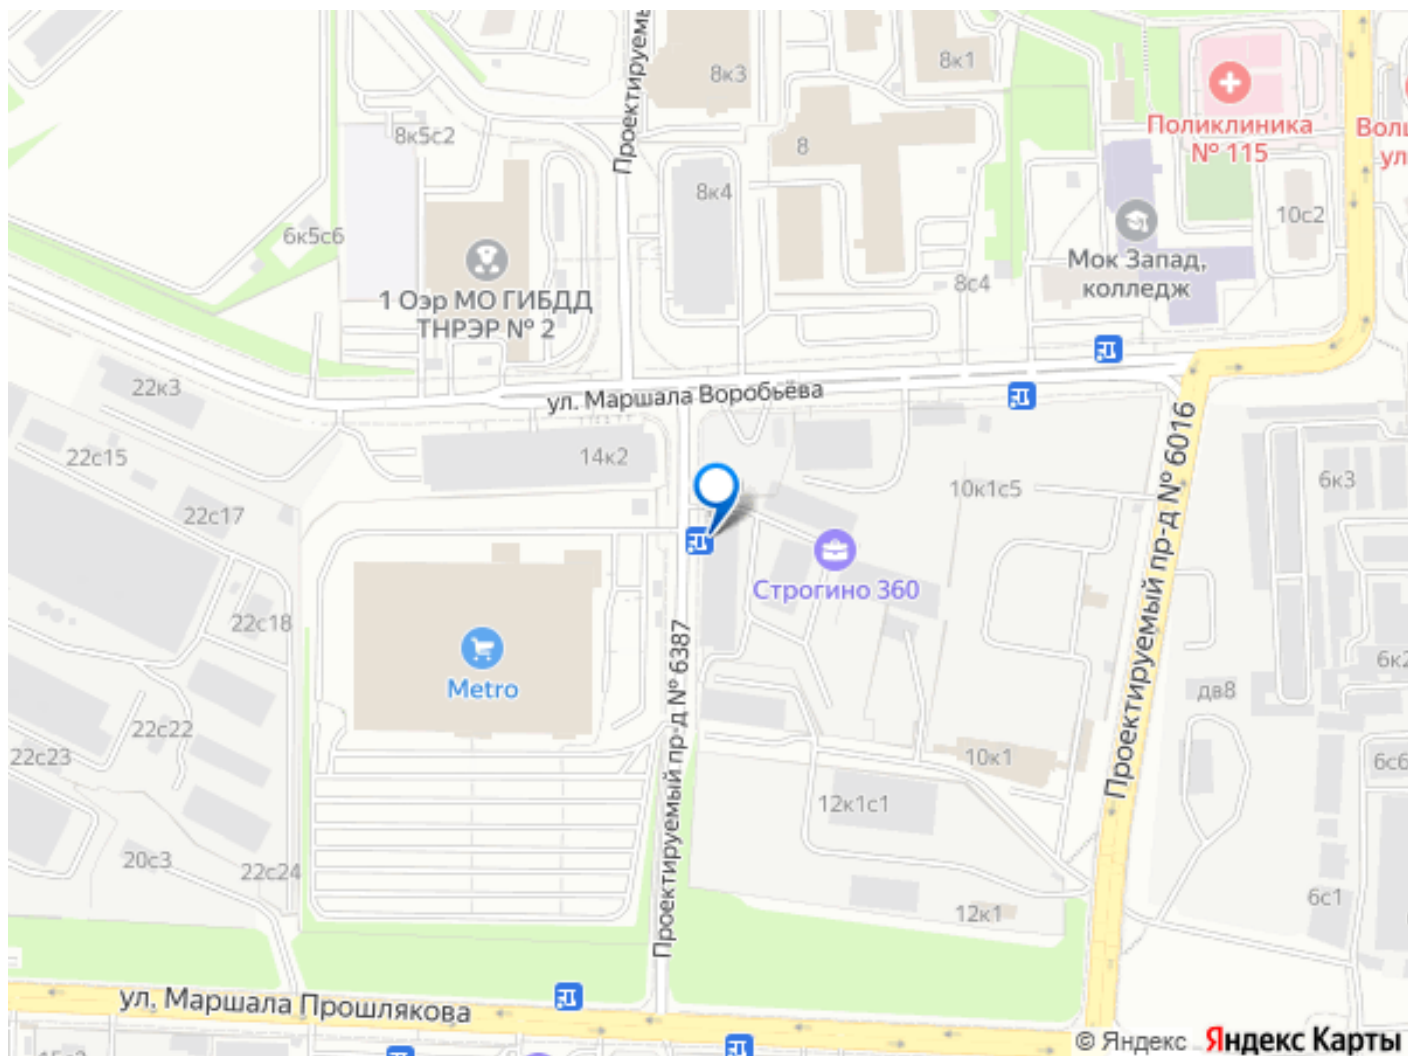 Проектируемы
8к3
8к1
8к5с2
8
Поликлиника
№ 115
8к4
10с2
6к5с6
Мок Запад,
колледж
8с4
1 Оэр МО ГИБДД
ТНРЭР № 2
22к3
ул. Маршала Воробьёва
14к2
22с15
10к1с5
6к3
22с17
Строгино 360
Проектируемый пр-д № 6016
22с18
Metro
Проектируемый пр-д № 6387
6к2
дв8
22с22
22с23
10к1
6с6
12к1с1
20с3
22с24
12к1
6с1
ул. Маршала Прошлякова
© Яндекс
Яндекс Карты